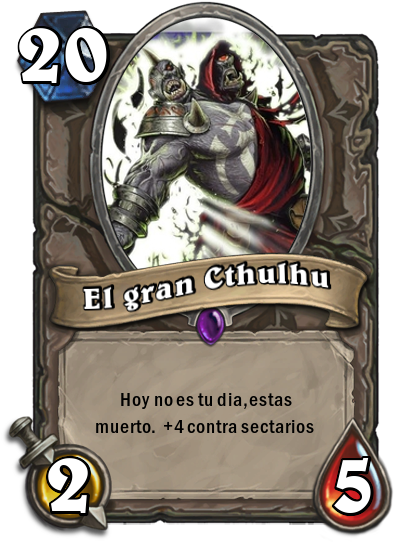 20
El gran Cthulhu
Hoy no es tu dia,estas
muerto. +4 contra sectarios
2
5